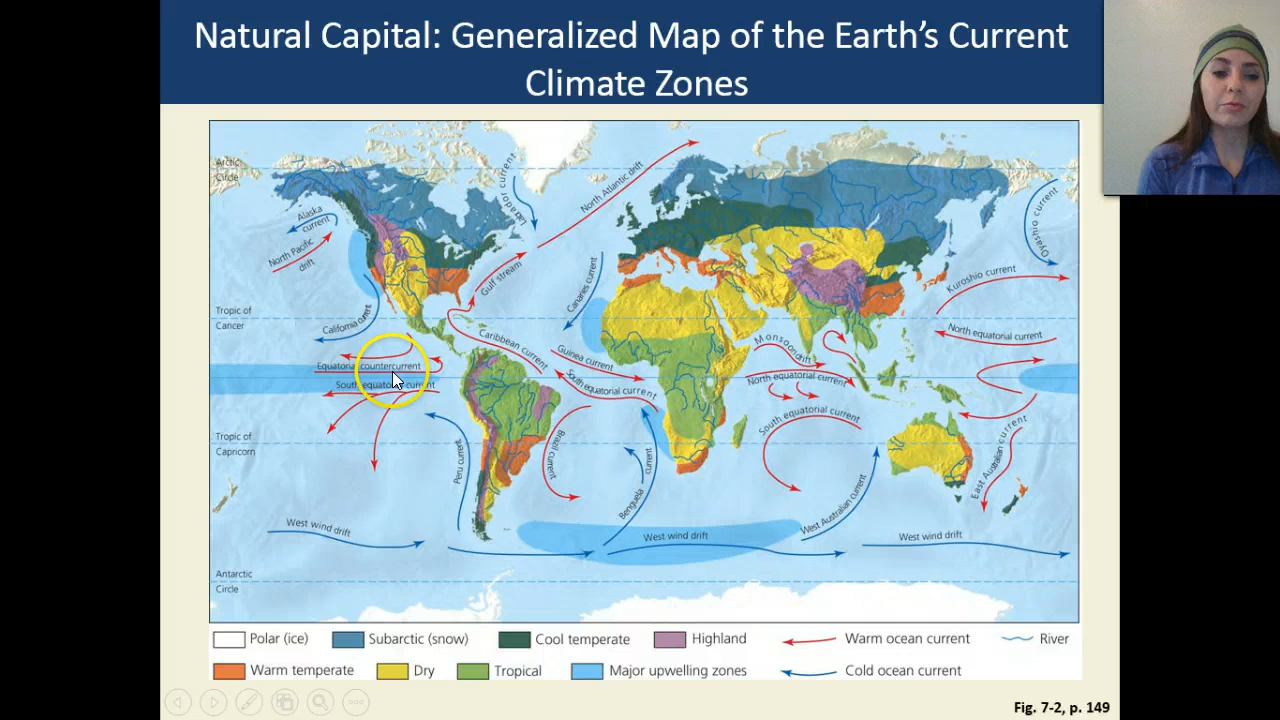 Natural Capital: Generalized Map of the Earth's Current
Climate Zones
Arctic
Circle
Alaska
current
North Pacific
drift
Labrador current
North Atlantic drift
Oyashio current
Gulf stream
Canaries current
Kuroshio current
Tropic of
Cancer
California current
Caribbean current
Guinea current
Monsoon drift
North equatorial current
Equatorial countercurrent
South equatorial current
South equatorial current
North equatorial current
South equatorial current
Tropic of
Capricorn
Peru current
Brazil current
Benguela current
West Australian current
East Australian current
West wind drift
West wind drift
West wind drift
Antarctic
Circle
Polar (ice)
Subarctic (snow)
Cool temperate
Highland
Warm ocean current
River
Warm temperate
Dry
Tropical
Major upwelling zones
Cold ocean current
Fig. 7-2, p. 149